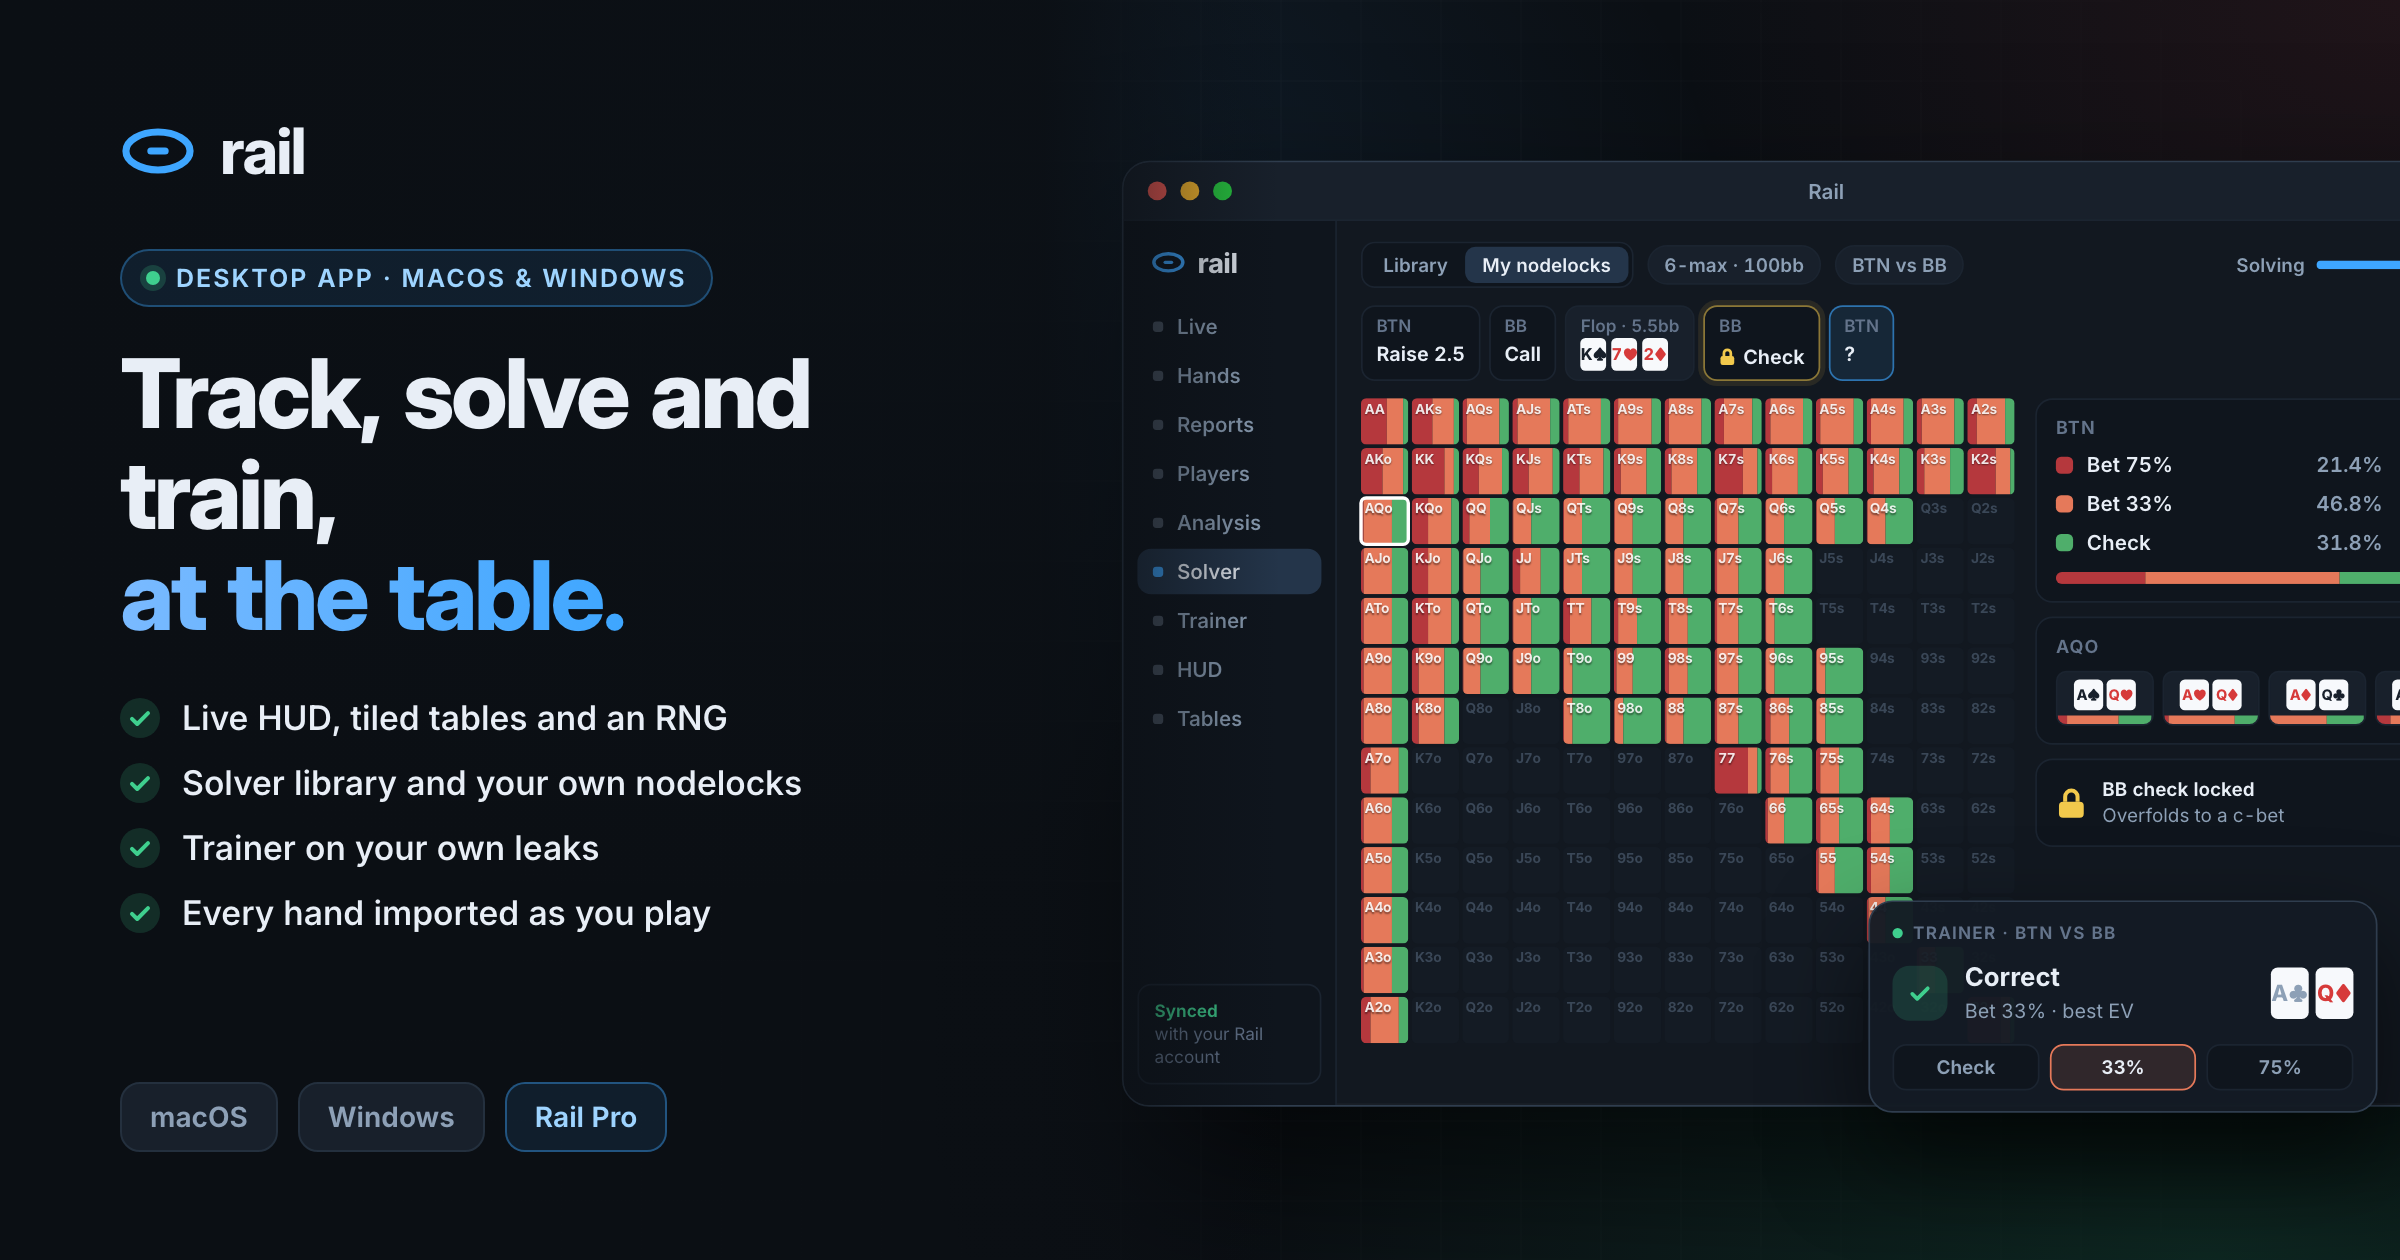 rail
DESKTOP APP · MACOS & WINDOWS
Track, solve and
train,
at the table.
Live HUD, tiled tables and an RNG
Solver library and your own nodelocks
Trainer on your own leaks
Every hand imported as you play
macOS Windows Rail Pro
Rail
rail
Live
Hands
Reports
Players
Analysis
Solver
Trainer
HUD
Tables
Synced
with your Rail
account
Library My nodelocks 6-max · 100bb BTN vs BB Solving
BTN BB Flop · 5.5bb BB BTN
Raise 2.5 Call K♠ 7♥ 2♦ Check ?
AA AKs AQs AJs ATs A9s A8s A7s A6s A5s A4s A3s A2s
AKo KK KQs KJs KTs K9s K8s K7s K6s K5s K4s K3s K2s
AQo KQo QQ QJs QTs Q9s Q8s Q7s Q6s Q5s Q4s Q3s Q2s
AJo KJo QJo JJ JTs J9s J8s J7s J6s J5s J4s J3s J2s
ATo KTo QTo JTo TT T9s T8s T7s T6s T5s T4s T3s T2s
A9o K9o Q9o J9o T9o 99 98s 97s 96s 95s 94s 93s 92s
A8o K8o Q8o J8o T8o 98o 88 87s 86s 85s 84s 83s 82s
A7o K7o Q7o J7o T7o 97o 87o 77 76s 75s 74s 73s 72s
A6o K6o Q6o J6o T6o 96o 86o 76o 66 65s 64s 63s 62s
A5o K5o Q5o J5o T5o 95o 85o 75o 65o 55 54s 53s 52s
A4o K4o Q4o J4o T4o 94o 84o 74o 64o 54o
A3o K3o Q3o J3o T3o 93o 83o 73o 63o 53o
A2o K2o Q2o J2o T2o 92o 82o 72o 62o 52o
BTN
Bet 75% 21.4%
Bet 33% 46.8%
Check 31.8%
AQO
A♠ Q♥ A♥ Q♦ A♦ Q♣
BB check locked
Overfolds to a c-bet
TRAINER · BTN VS BB
Correct
Bet 33% · best EV
A♣ Q♦
Check 33% 75%